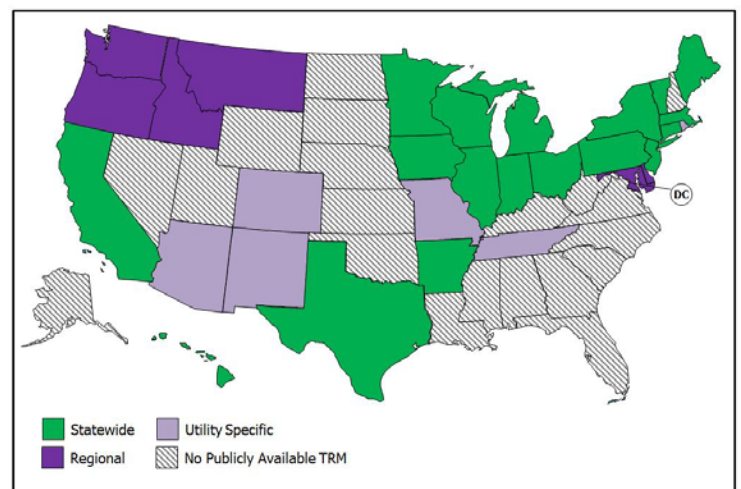 DC
Statewide
Utility Specific
Regional
No Publicly Available TRM